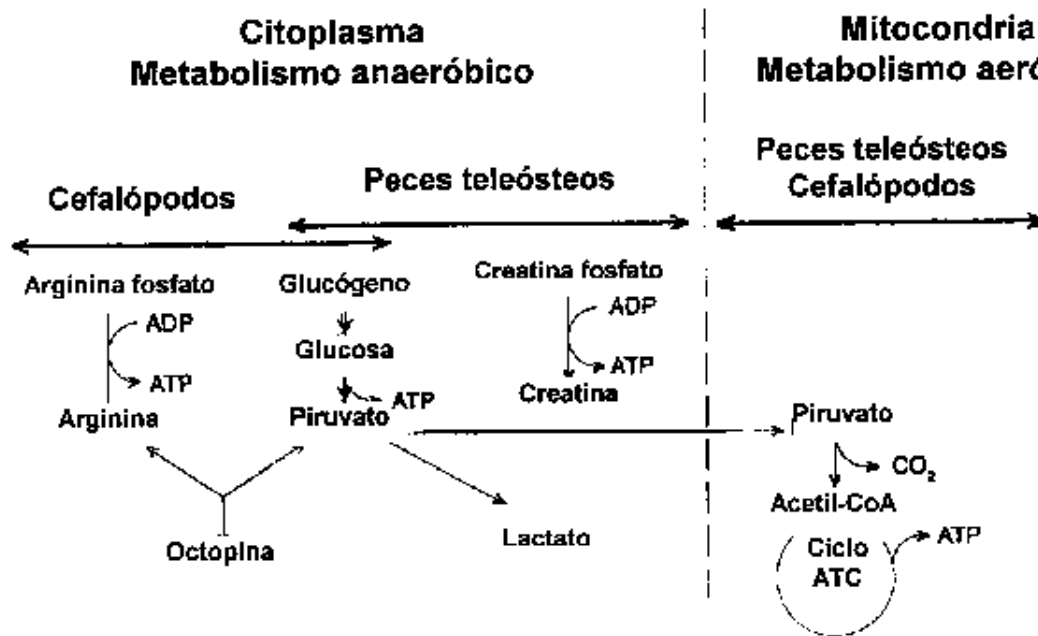 Citoplasma
Metabolismo anaeróbico
Mitocondria
Metabolismo aeró
Cefalópodos
Peces teleósteos
Peces teleósteos
Cefalópodos
Arginina fosfato
ADP
ATP
Arginina
Glucógeno
Glucosa
ATP
Piruvato
Creatina fosfato
ADP
ATP
Creatina
Octopina
Lactato
Piruvato
CO₂
Acetil-CoA
Ciclo
ATC
ATP